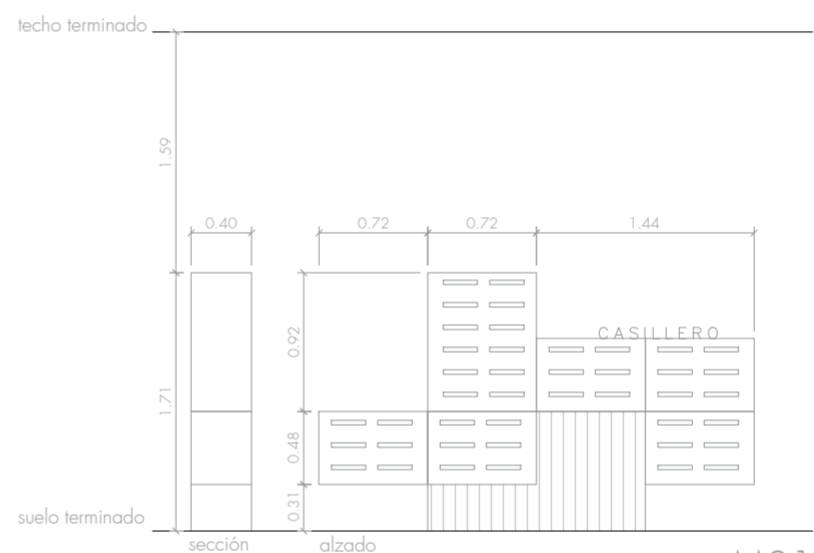 techo terminado
1.59
0.40
0.72
0.72
1.44
CASILLERO
0.92
1.71
0.48
0.31
suelo terminado
sección
alzado